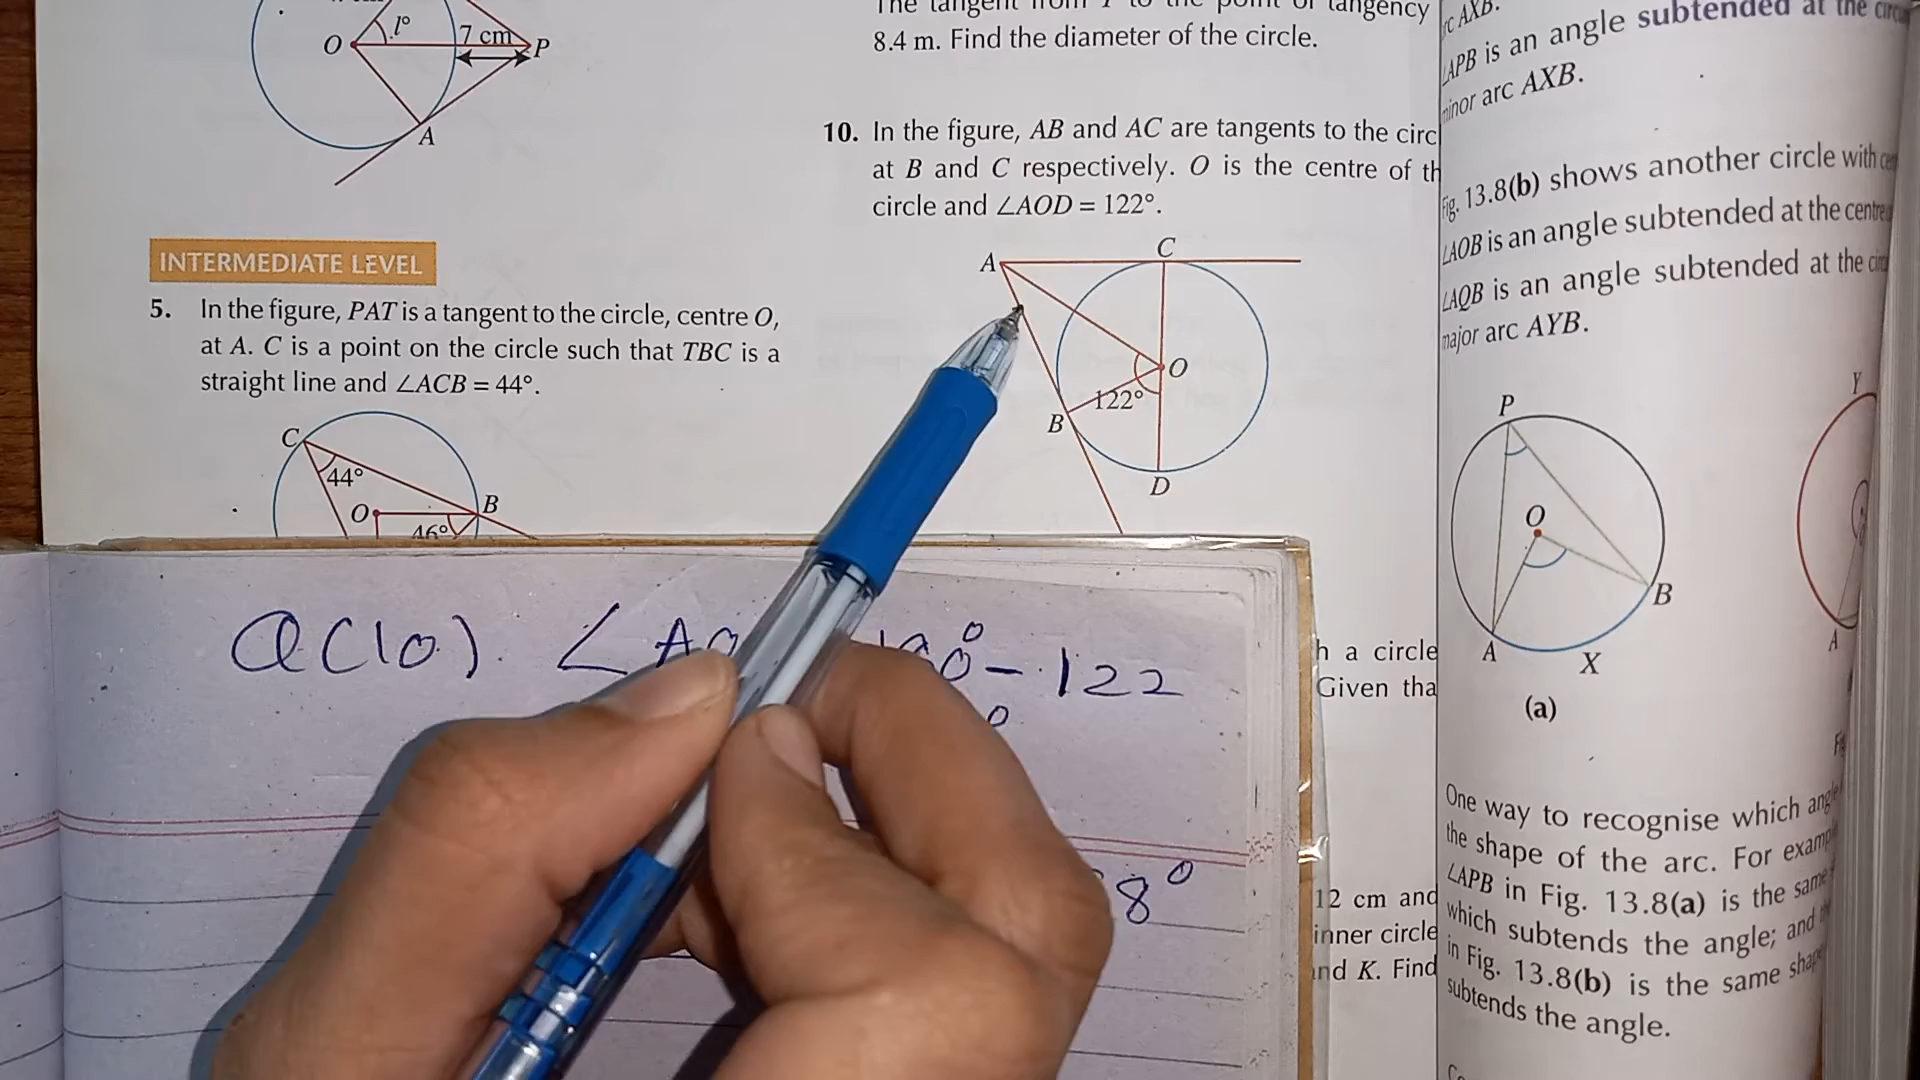 O
1°
7 cm
P
A
8.4 m. Find the diameter of the circle.
10. In the figure, AB and AC are tangents to the circ
at B and C respectively. O is the centre of th
circle and ∠AOD = 122°.
A
C
O
122°
B
D
INTERMEDIATE LEVEL
5. In the figure, PAT is a tangent to the circle, centre O,
at A. C is a point on the circle such that TBC is a
straight line and ∠ACB = 44°.
C
44°
O
B
46°
Q(10). ∠AO 180° - 122
8°
h a circle
Given tha
12 cm and
inner circle
nd K. Find
rc AXB.
∠APB is an angle subtended at the
minor arc AXB.
Fig. 13.8(b) shows another circle with
∠AOB is an angle subtended at the centre
∠AQB is an angle subtended at the
major arc AYB.
P
O
B
A
X
(a)
Y
A
One way to recognise which
the shape of the arc. For
∠APB in Fig. 13.8(a) is the same
which subtends the angle; and
in Fig. 13.8(b) is the same
subtends the angle.